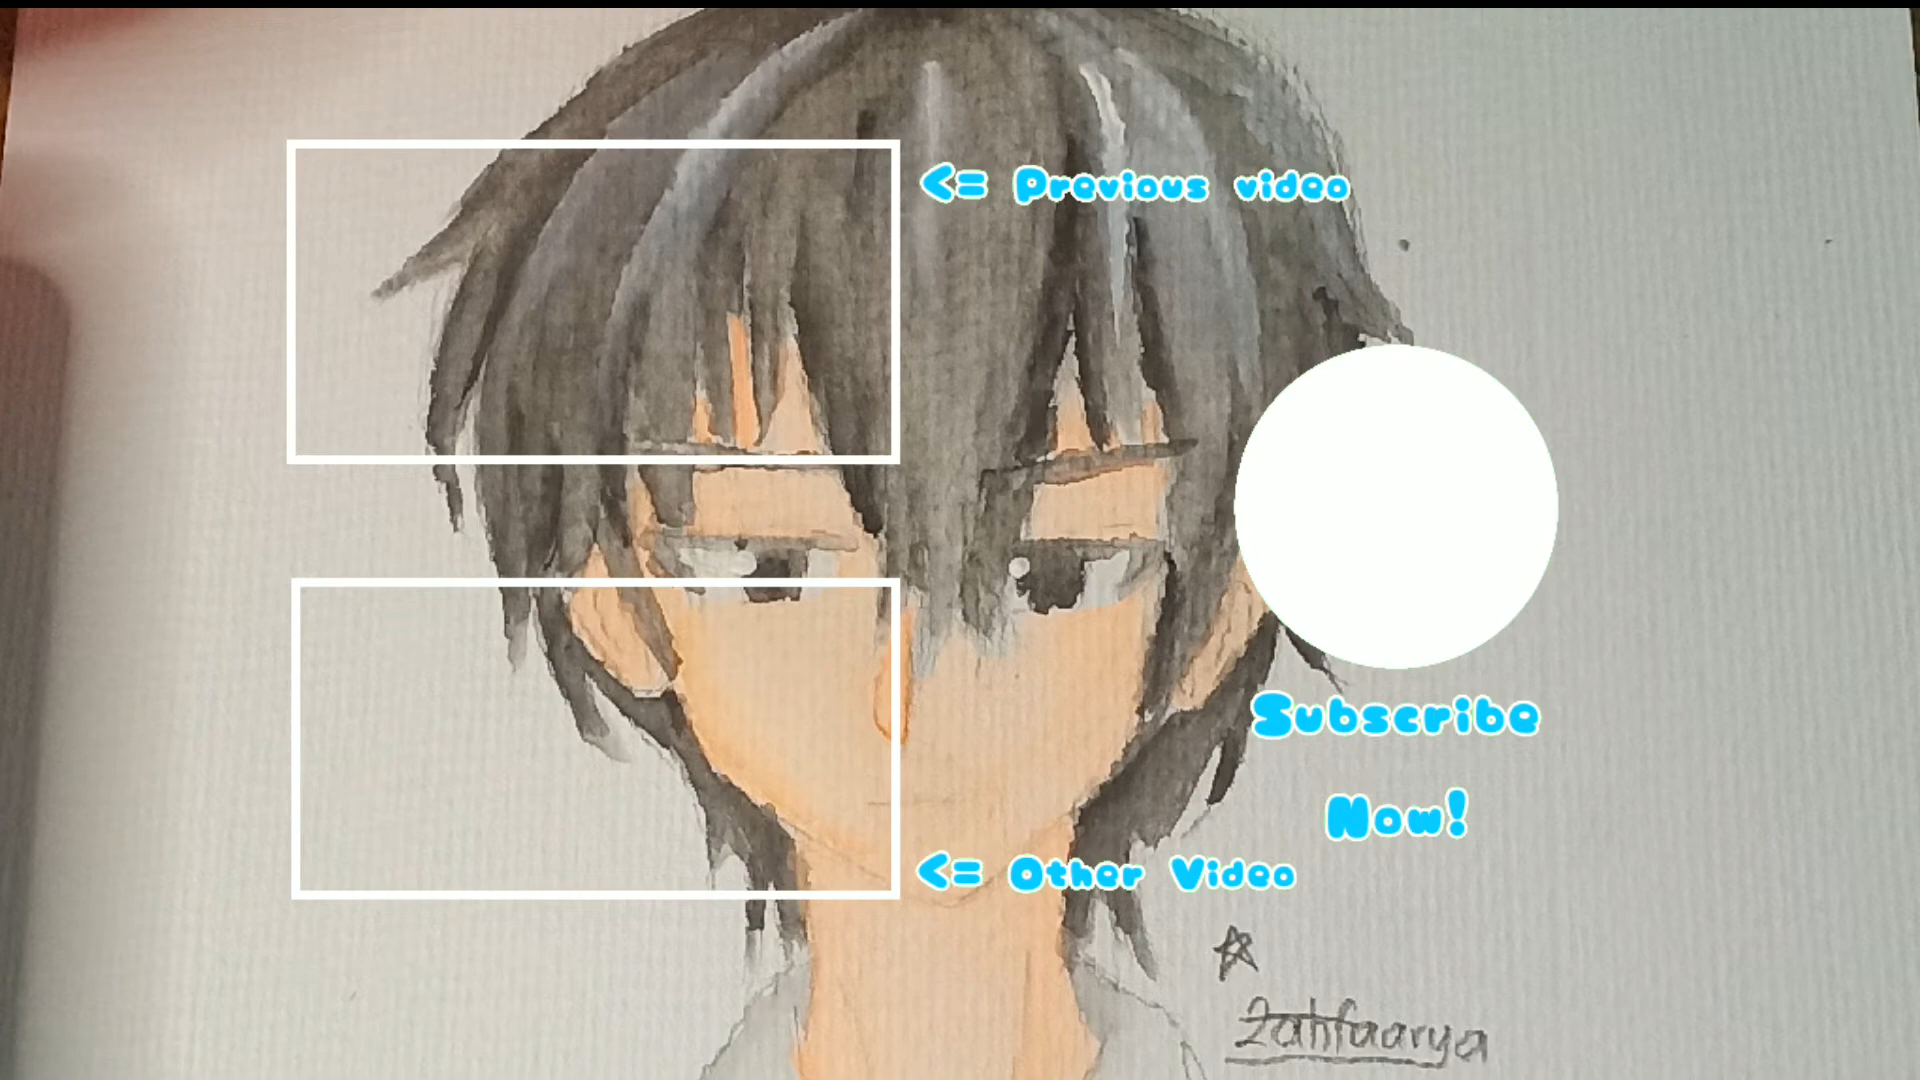 <= Previous video
Subscribe
Now!
<= Other Video
Zahfaarya